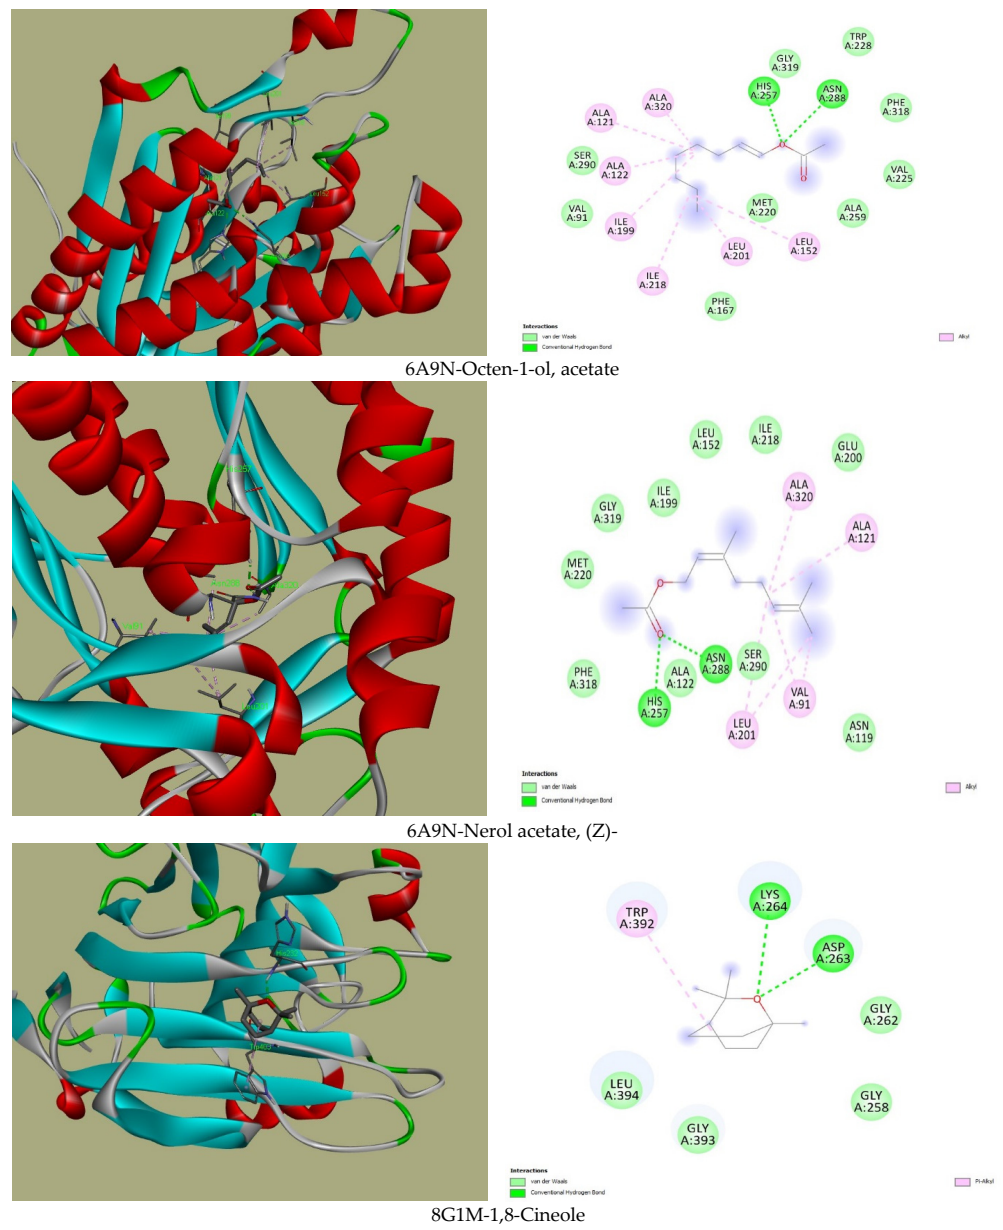 TRP
A:228
GLY
A:319
HIS
A:257
ASN
A:288
ALA
A:320
PHE
A:318
ALA
A:121
SER
A:290
ALA
A:122
VAL
A:225
VAL
A:91
MET
A:220
ALA
A:259
ILE
A:199
LEU
A:201
LEU
A:152
ILE
A:218
PHE
A:167
Interactions
van der Waals
Conventional Hydrogen Bond
Alkyl
6A9N-Octen-1-ol, acetate
LEU
A:152
ILE
A:218
GLU
A:200
ILE
A:199
ALA
A:320
GLY
A:319
ALA
A:121
MET
A:220
PHE
A:318
ALA
A:122
ASN
A:288
SER
A:290
HIS
A:257
LEU
A:201
VAL
A:91
ASN
A:119
Interactions
van der Waals
Conventional Hydrogen Bond
Alkyl
6A9N-Nerol acetate, (Z)-
LYS
A:264
TRP
A:392
ASP
A:263
GLY
A:262
LEU
A:394
GLY
A:258
GLY
A:393
Interactions
van der Waals
Conventional Hydrogen Bond
Pi-Alkyl
8G1M-1,8-Cineole